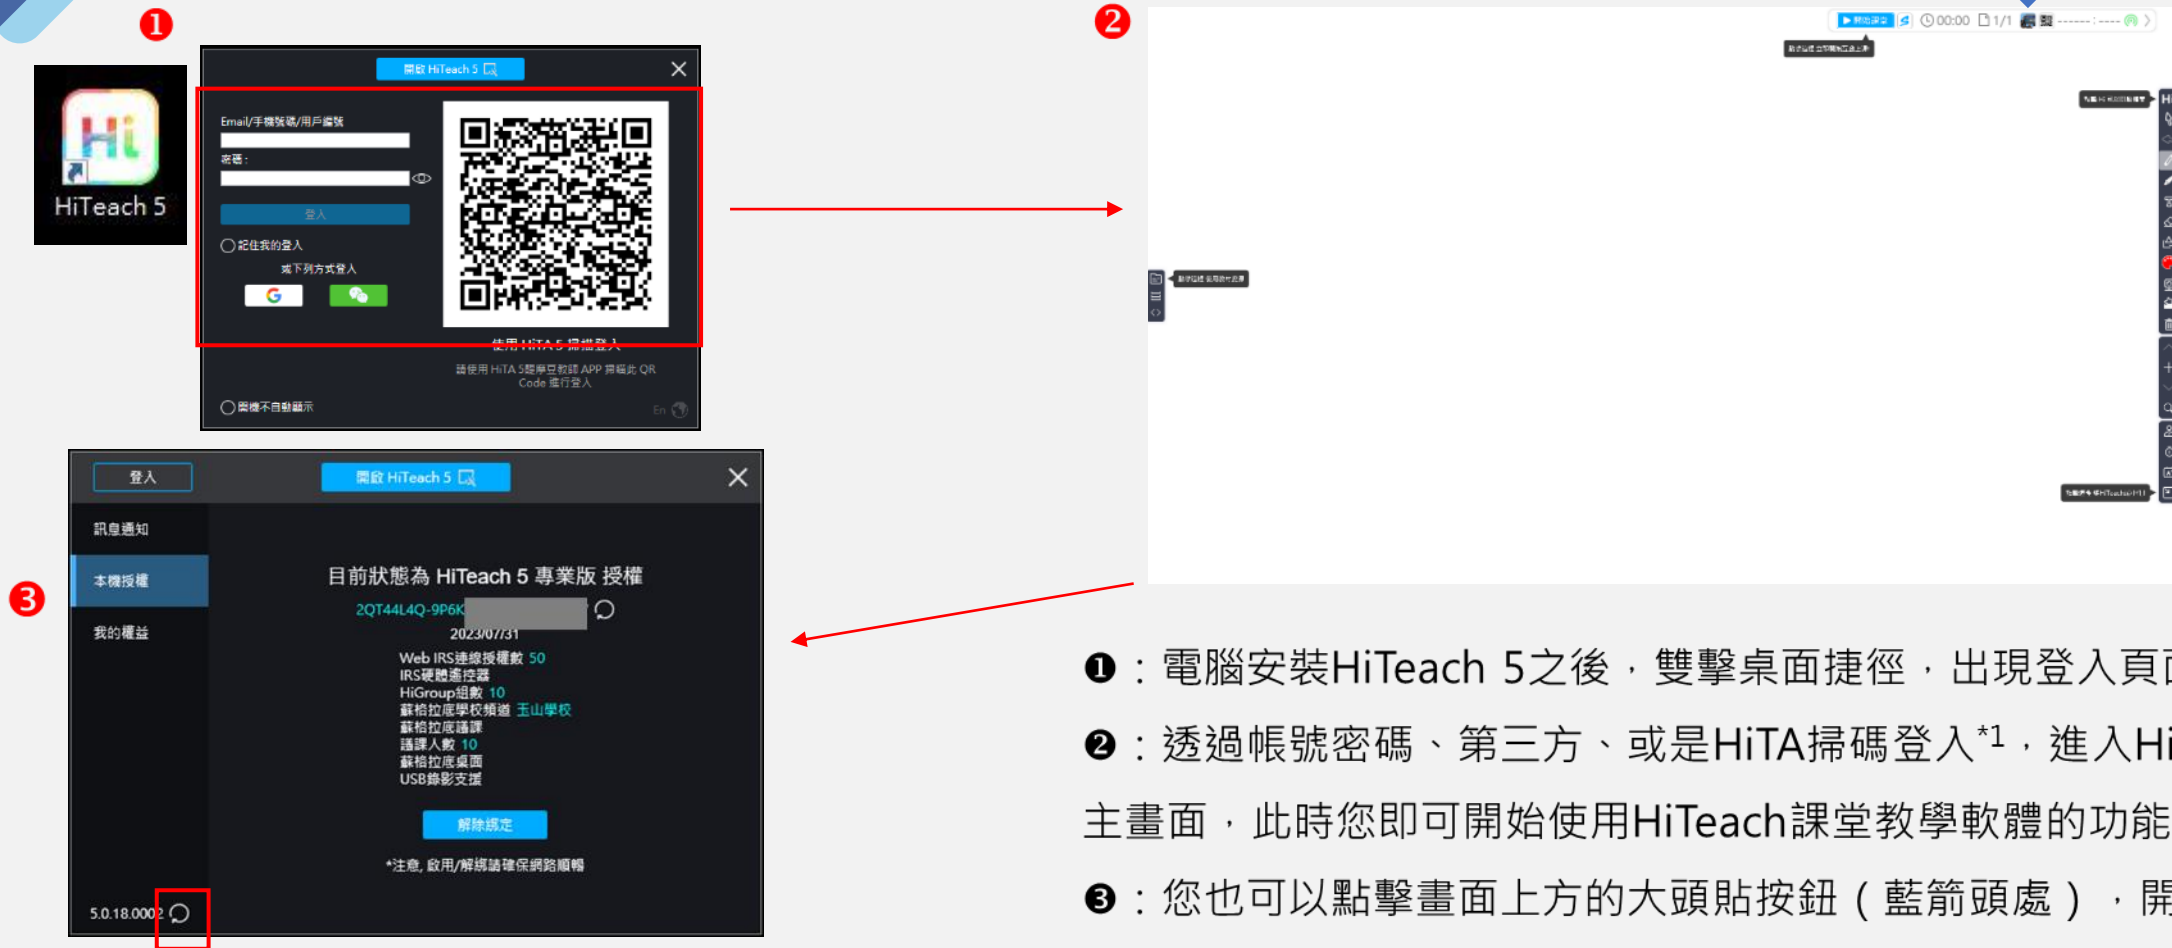 ❶
HiTeach 5
開啟 HiTeach 5
Email/手機號碼/用戶編號
密碼 :
登入
記住我的登入
或下列方式登入
使用 HiTA 5 掃描登入
請使用 HiTA 5醍摩豆教師 APP 掃瞄此 QR
Code 進行登入
開機不自動顯示
En
❷
開始課堂
00:00
1/1
------ : ----
❸
登入
開啟 HiTeach 5
訊息通知
本機授權
我的權益
目前狀態為 HiTeach 5 專業版 授權
2QT44L4Q-9P6K
2023/07/31
Web IRS連線授權數 50
IRS硬體遙控器
HiGroup組數 10
蘇格拉底學校頻道 玉山學校
蘇格拉底議課
議課人數 10
蘇格拉底桌面
USB錄影支援
解除綁定
*注意, 啟用/解綁請確保網路順暢
5.0.18.0002
❶：電腦安裝HiTeach 5之後，雙擊桌面捷徑，出現登入頁面
❷：透過帳號密碼、第三方、或是HiTA掃碼登入*1，進入Hi
主畫面，此時您即可開始使用HiTeach課堂教學軟體的功能
❸：您也可以點擊畫面上方的大頭貼按鈕（藍箭頭處），開